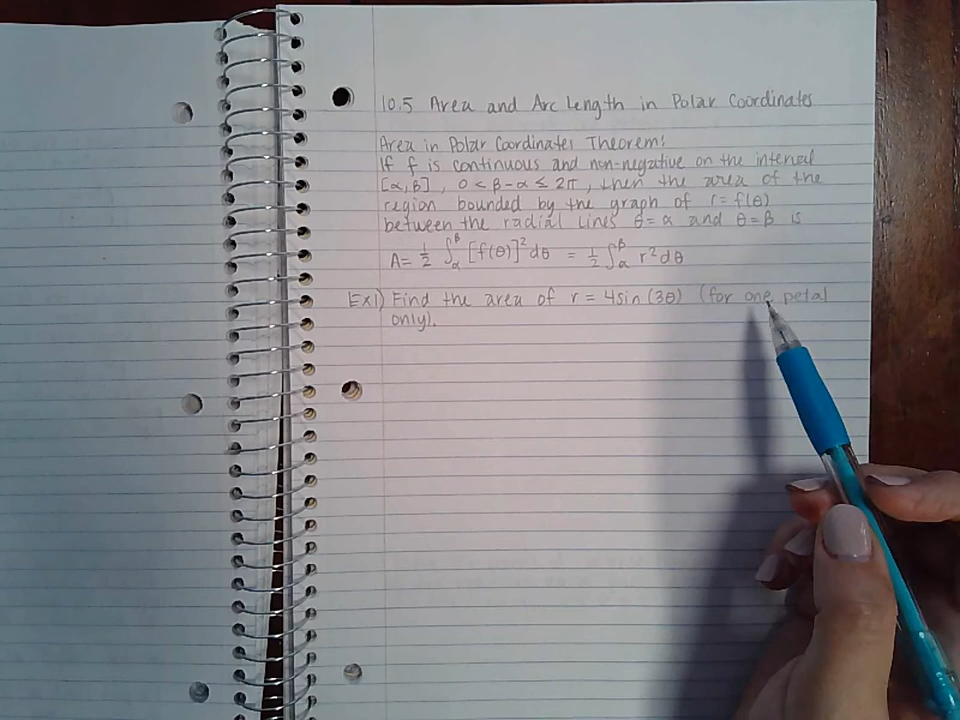 10.5 Area and Arc Length in Polar Coordinates
Area in Polar Coordinates Theorem:
If f is continuous and non-negative on the interval
[α,β], 0 < β-α ≤ 2π, then the area of the
region bounded by the graph of r=f(θ)
between the radial lines θ=α and θ=β is
A= 1/2 ∫_α^β [f(θ)]² dθ = 1/2 ∫_α^β r² dθ
Ex1) Find the area of r = 4sin(3θ) (for one petal
only).